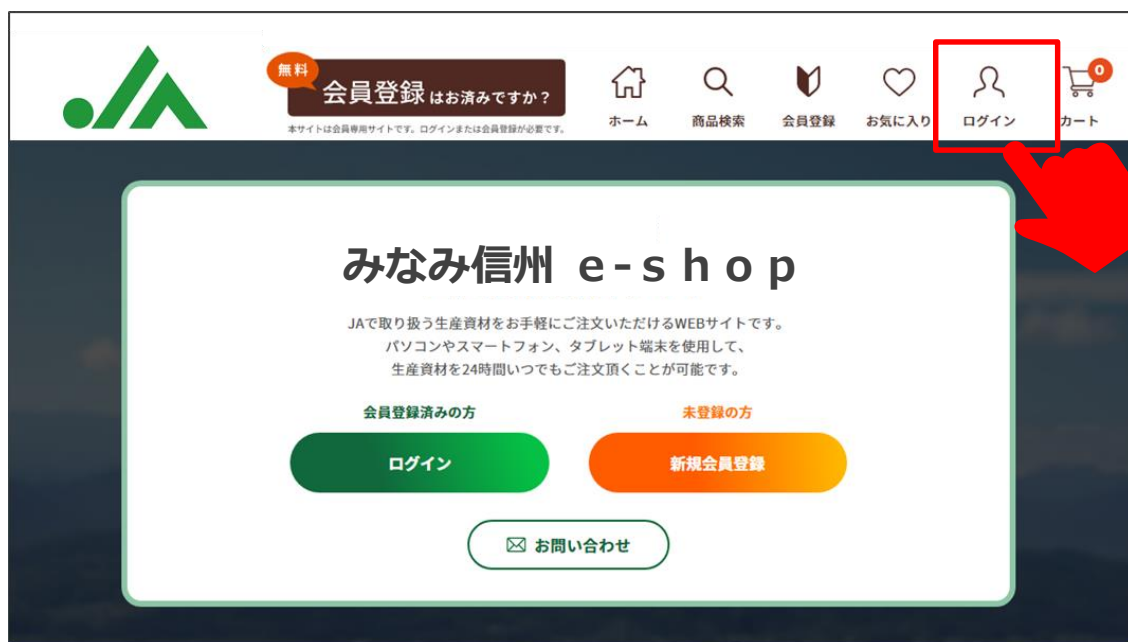 無料
会員登録 はお済みですか？
本サイトは会員専用サイトです。ログインまたは会員登録が必要です。
ホーム
商品検索
会員登録
お気に入り
ログイン
カート
0
みなみ信州 e-shop
JAで取り扱う生産資材をお手軽にご注文いただけるWEBサイトです。
パソコンやスマートフォン、タブレット端末を使用して、
生産資材を24時間いつでもご注文頂くことが可能です。
会員登録済みの方
未登録の方
ログイン
新規会員登録
お問い合わせ